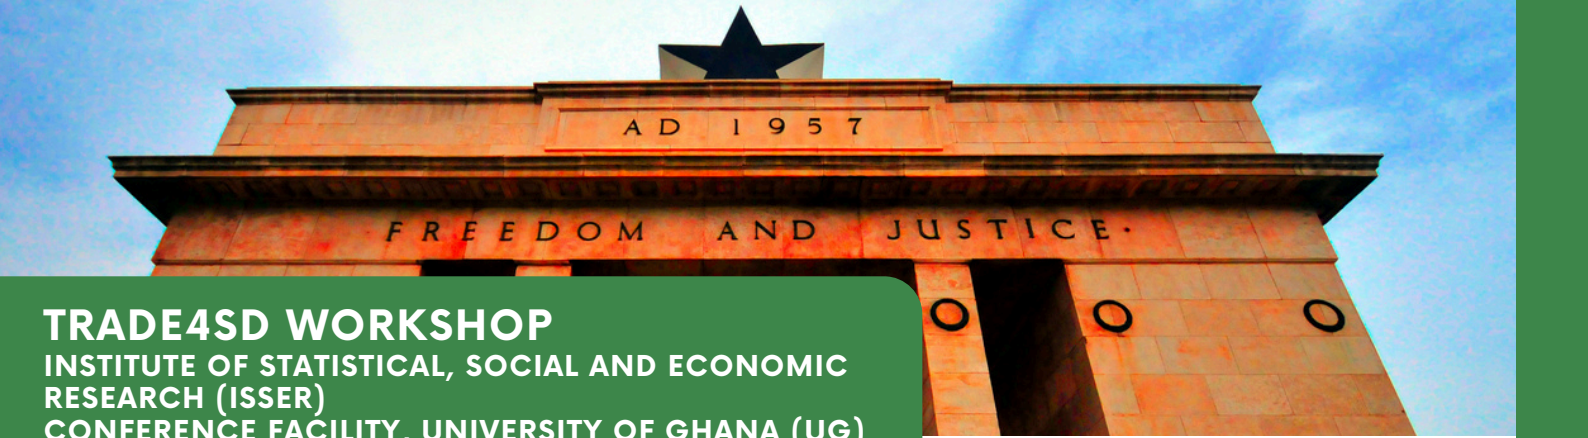 AD 1957
FREEDOM AND JUSTICE.
TRADE4SD WORKSHOP
INSTITUTE OF STATISTICAL, SOCIAL AND ECONOMIC
RESEARCH (ISSER)
CONFERENCE FACILITY, UNIVERSITY OF GHANA (UG)